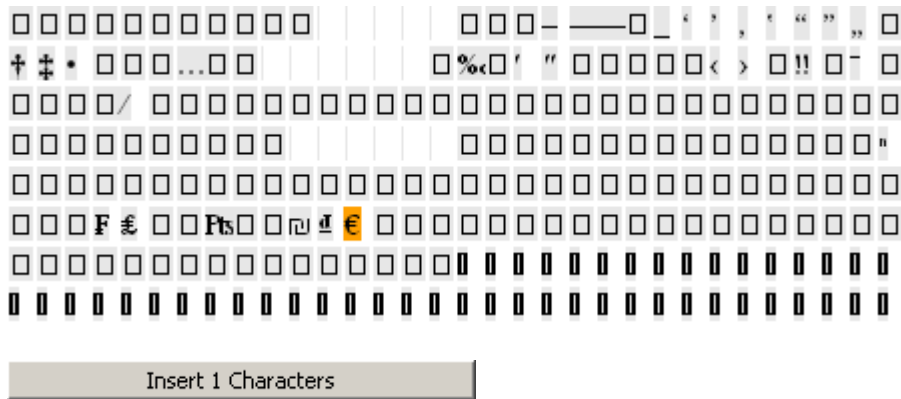 – — ― ‗ ‘ ’ ‚ ‛ “ ” „
† ‡ • … ‰ ′ ″ ‹ › ‼ ‾
⁄
ⁿ
₣ ₤ ₧ ₪ ₫ €
Insert 1 Characters